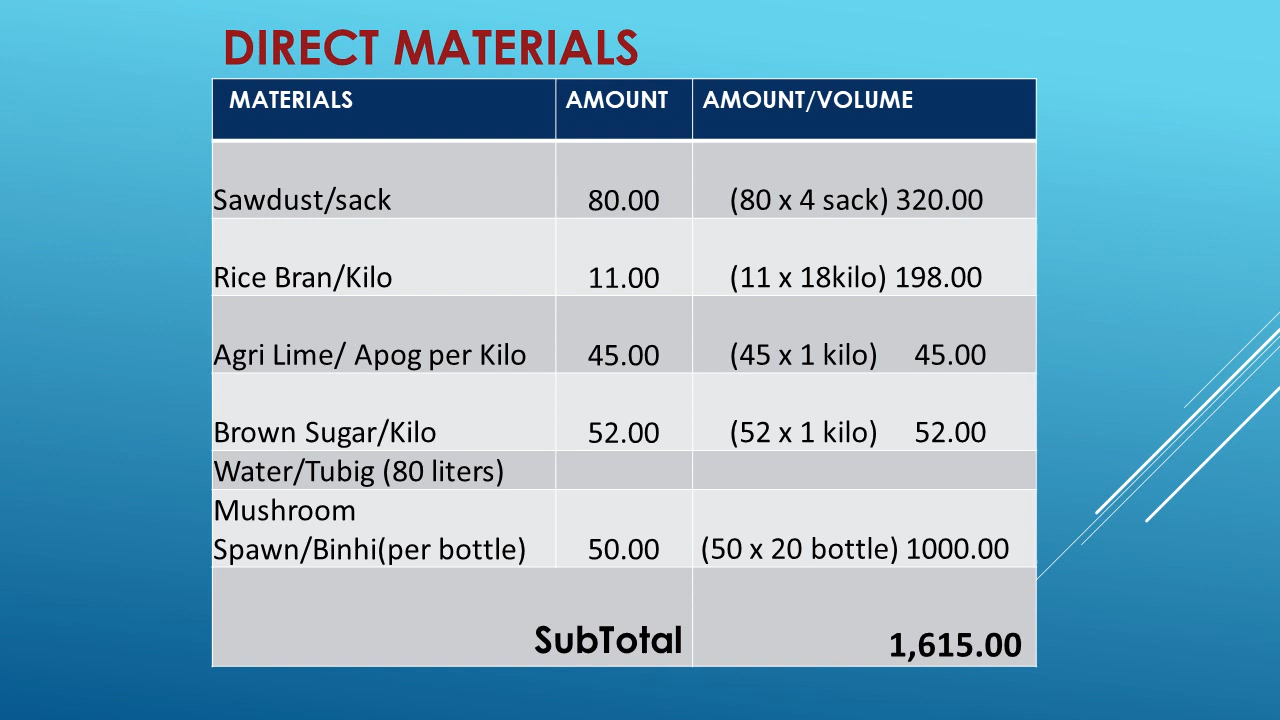 DIRECT MATERIALS
MATERIALS AMOUNT AMOUNT/VOLUME
Sawdust/sack 80.00 (80 x 4 sack) 320.00
Rice Bran/Kilo 11.00 (11 x 18kilo) 198.00
Agri Lime/ Apog per Kilo 45.00 (45 x 1 kilo) 45.00
Brown Sugar/Kilo 52.00 (52 x 1 kilo) 52.00
Water/Tubig (80 liters)
Mushroom
Spawn/Binhi(per bottle) 50.00 (50 x 20 bottle) 1000.00
SubTotal 1,615.00